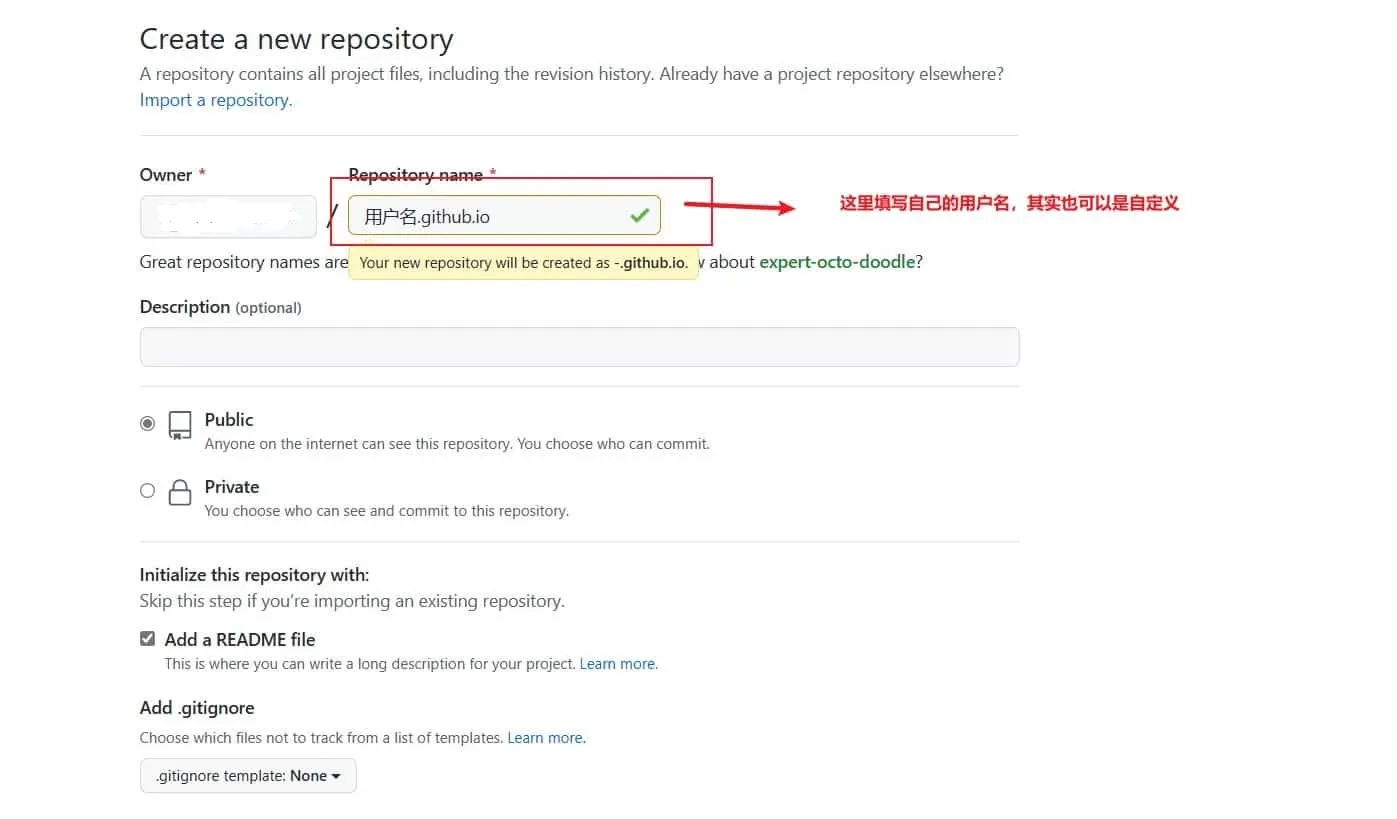 Create a new repository
A repository contains all project files, including the revision history. Already have a project repository elsewhere?
Import a repository.
Owner *
Repository name *
/
用户名.github.io
这里填写自己的用户名，其实也可以是自定义
Great repository names are
Your new repository will be created as -.github.io.
about expert-octo-doodle?
Description (optional)
Public
Anyone on the internet can see this repository. You choose who can commit.
Private
You choose who can see and commit to this repository.
Initialize this repository with:
Skip this step if you're importing an existing repository.
Add a README file
This is where you can write a long description for your project. Learn more.
Add .gitignore
Choose which files not to track from a list of templates. Learn more.
.gitignore template: None